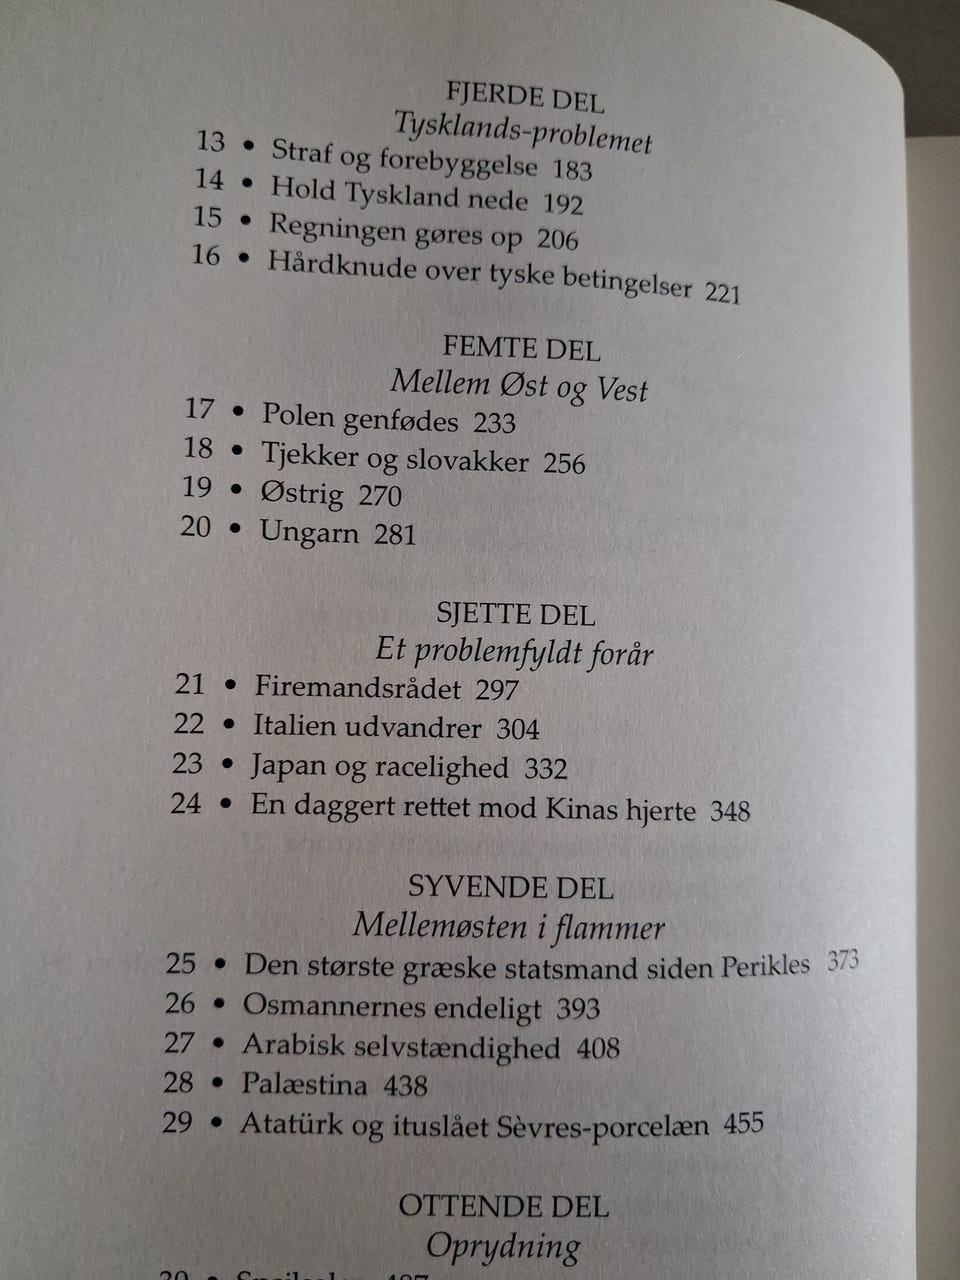 FJERDE DEL
Tysklands-problemet
13 • Straf og forebyggelse 183
14 • Hold Tyskland nede 192
15 • Regningen gøres op 206
16 • Hårdknude over tyske betingelser 221
FEMTE DEL
Mellem Øst og Vest
17 • Polen genfødes 233
18 • Tjekker og slovakker 256
19 • Østrig 270
20 • Ungarn 281
SJETTE DEL
Et problemfyldt forår
21 • Firemandsrådet 297
22 • Italien udvandrer 304
23 • Japan og racelighed 332
24 • En daggert rettet mod Kinas hjerte 348
SYVENDE DEL
Mellemøsten i flammer
25 • Den største græske statsmand siden Perikles 373
26 • Osmannernes endeligt 393
27 • Arabisk selvstændighed 408
28 • Palæstina 438
29 • Atatürk og ituslået Sèvres-porcelæn 455
OTTENDE DEL
Oprydning